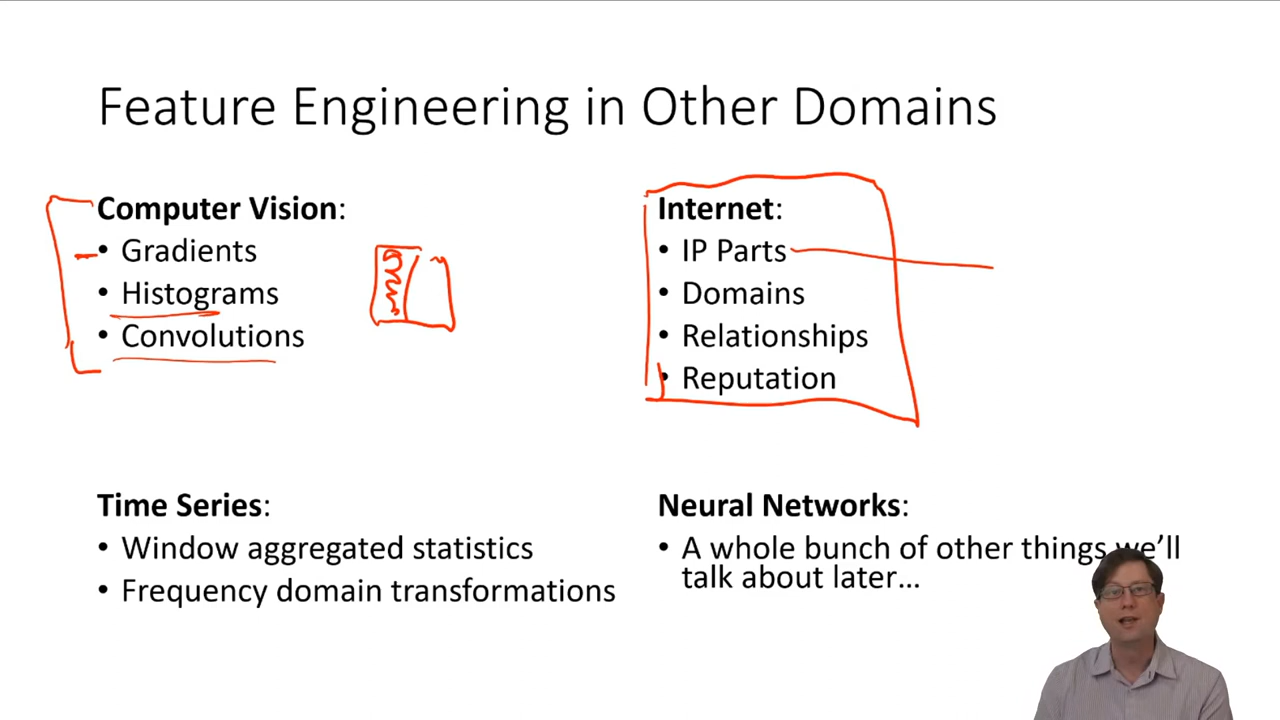 Feature Engineering in Other Domains
Computer Vision:
• Gradients
• Histograms
• Convolutions
Internet:
• IP Parts
• Domains
• Relationships
• Reputation
Time Series:
• Window aggregated statistics
• Frequency domain transformations
Neural Networks:
• A whole bunch of other things we'll
talk about later...